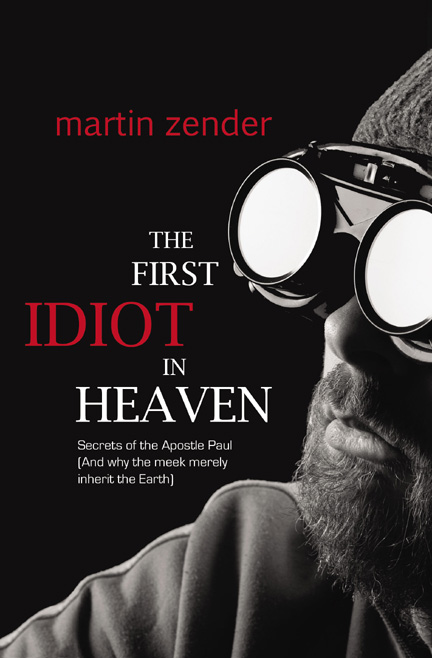 martin zender
THE
FIRST
IDIOT
IN
HEAVEN
Secrets of the Apostle Paul
(And why the meek merely
inherit the Earth)